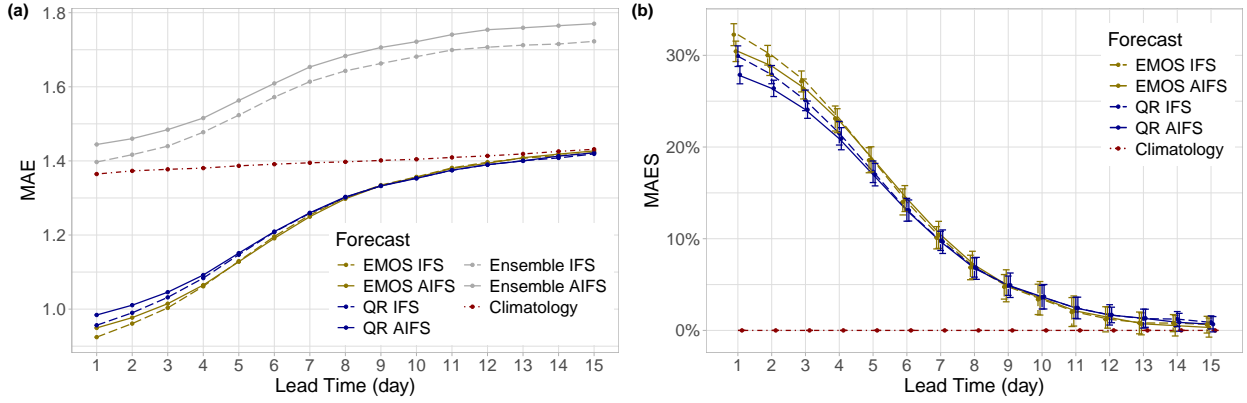 (a)
MAE
1.8
1.6
1.4
1.2
1.0
1 2 3 4 5 6 7 8 9 10 11 12 13 14 15
Lead Time (day)
Forecast
EMOS IFS
EMOS AIFS
QR IFS
QR AIFS
Ensemble IFS
Ensemble AIFS
Climatology
(b)
MAES
30%
20%
10%
0%
1 2 3 4 5 6 7 8 9 10 11 12 13 14 15
Lead Time (day)
Forecast
EMOS IFS
EMOS AIFS
QR IFS
QR AIFS
Climatology